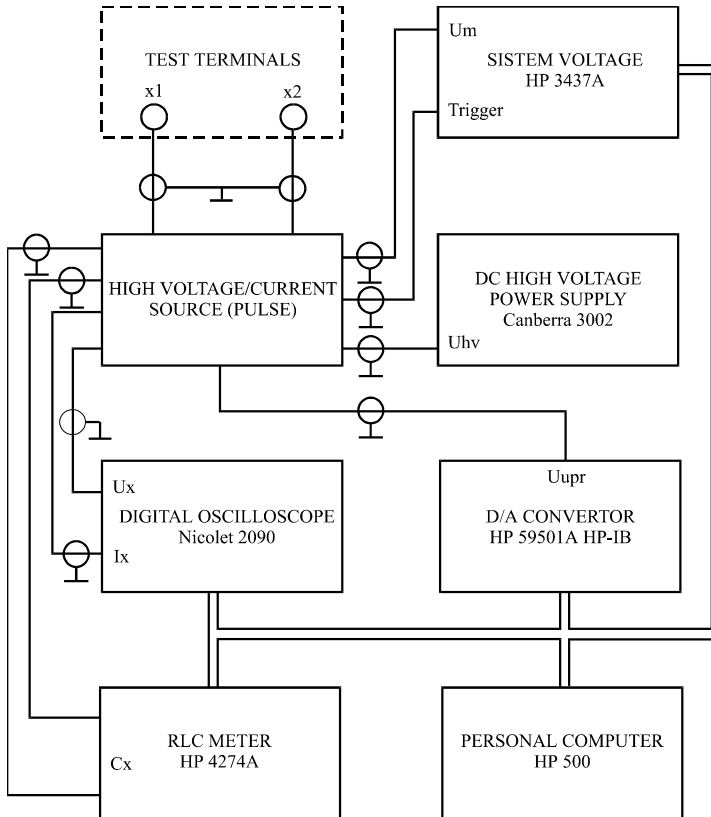 TEST TERMINALS
x1
x2
Um
SISTEM VOLTAGE
HP 3437A
Trigger
HIGH VOLTAGE/CURRENT
SOURCE (PULSE)
DC HIGH VOLTAGE
POWER SUPPLY
Canberra 3002
Uhv
Ux
DIGITAL OSCILLOSCOPE
Nicolet 2090
Ix
Uupr
D/A CONVERTOR
HP 59501A HP-IB
RLC METER
HP 4274A
Cx
PERSONAL COMPUTER
HP 500